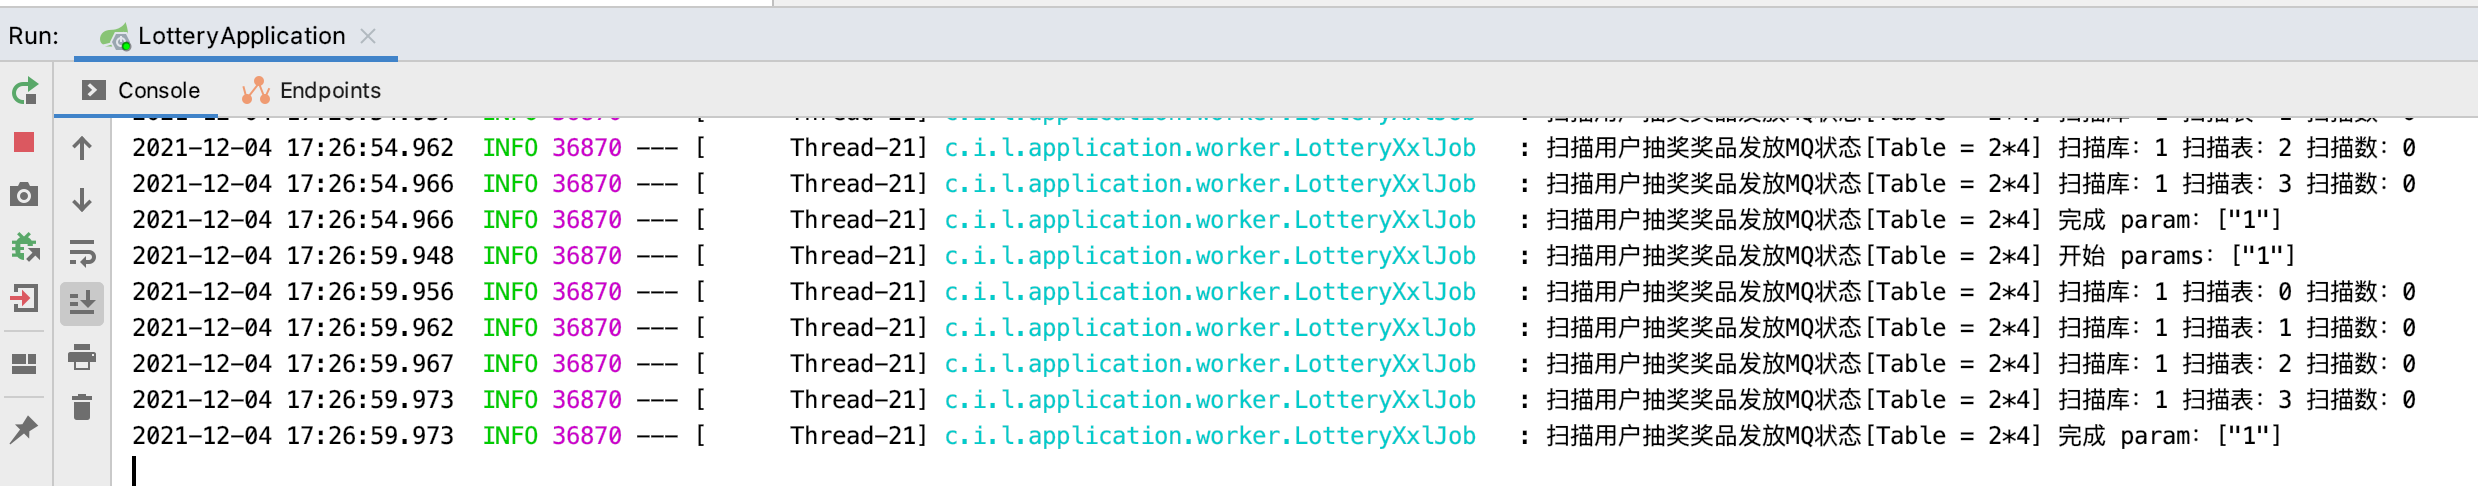 Run: LotteryApplication
Console Endpoints
2021-12-04 17:26:54.962  INFO 36870 --- [      Thread-21] c.i.l.application.worker.LotteryXxlJob   : 扫描用户抽奖奖品发放MQ状态[Table = 2*4] 扫描库：1 扫描表：2 扫描数：0
2021-12-04 17:26:54.966  INFO 36870 --- [      Thread-21] c.i.l.application.worker.LotteryXxlJob   : 扫描用户抽奖奖品发放MQ状态[Table = 2*4] 扫描库：1 扫描表：3 扫描数：0
2021-12-04 17:26:54.966  INFO 36870 --- [      Thread-21] c.i.l.application.worker.LotteryXxlJob   : 扫描用户抽奖奖品发放MQ状态[Table = 2*4] 完成 param：["1"]
2021-12-04 17:26:59.948  INFO 36870 --- [      Thread-21] c.i.l.application.worker.LotteryXxlJob   : 扫描用户抽奖奖品发放MQ状态[Table = 2*4] 开始 params：["1"]
2021-12-04 17:26:59.956  INFO 36870 --- [      Thread-21] c.i.l.application.worker.LotteryXxlJob   : 扫描用户抽奖奖品发放MQ状态[Table = 2*4] 扫描库：1 扫描表：0 扫描数：0
2021-12-04 17:26:59.962  INFO 36870 --- [      Thread-21] c.i.l.application.worker.LotteryXxlJob   : 扫描用户抽奖奖品发放MQ状态[Table = 2*4] 扫描库：1 扫描表：1 扫描数：0
2021-12-04 17:26:59.967  INFO 36870 --- [      Thread-21] c.i.l.application.worker.LotteryXxlJob   : 扫描用户抽奖奖品发放MQ状态[Table = 2*4] 扫描库：1 扫描表：2 扫描数：0
2021-12-04 17:26:59.973  INFO 36870 --- [      Thread-21] c.i.l.application.worker.LotteryXxlJob   : 扫描用户抽奖奖品发放MQ状态[Table = 2*4] 扫描库：1 扫描表：3 扫描数：0
2021-12-04 17:26:59.973  INFO 36870 --- [      Thread-21] c.i.l.application.worker.LotteryXxlJob   : 扫描用户抽奖奖品发放MQ状态[Table = 2*4] 完成 param：["1"]